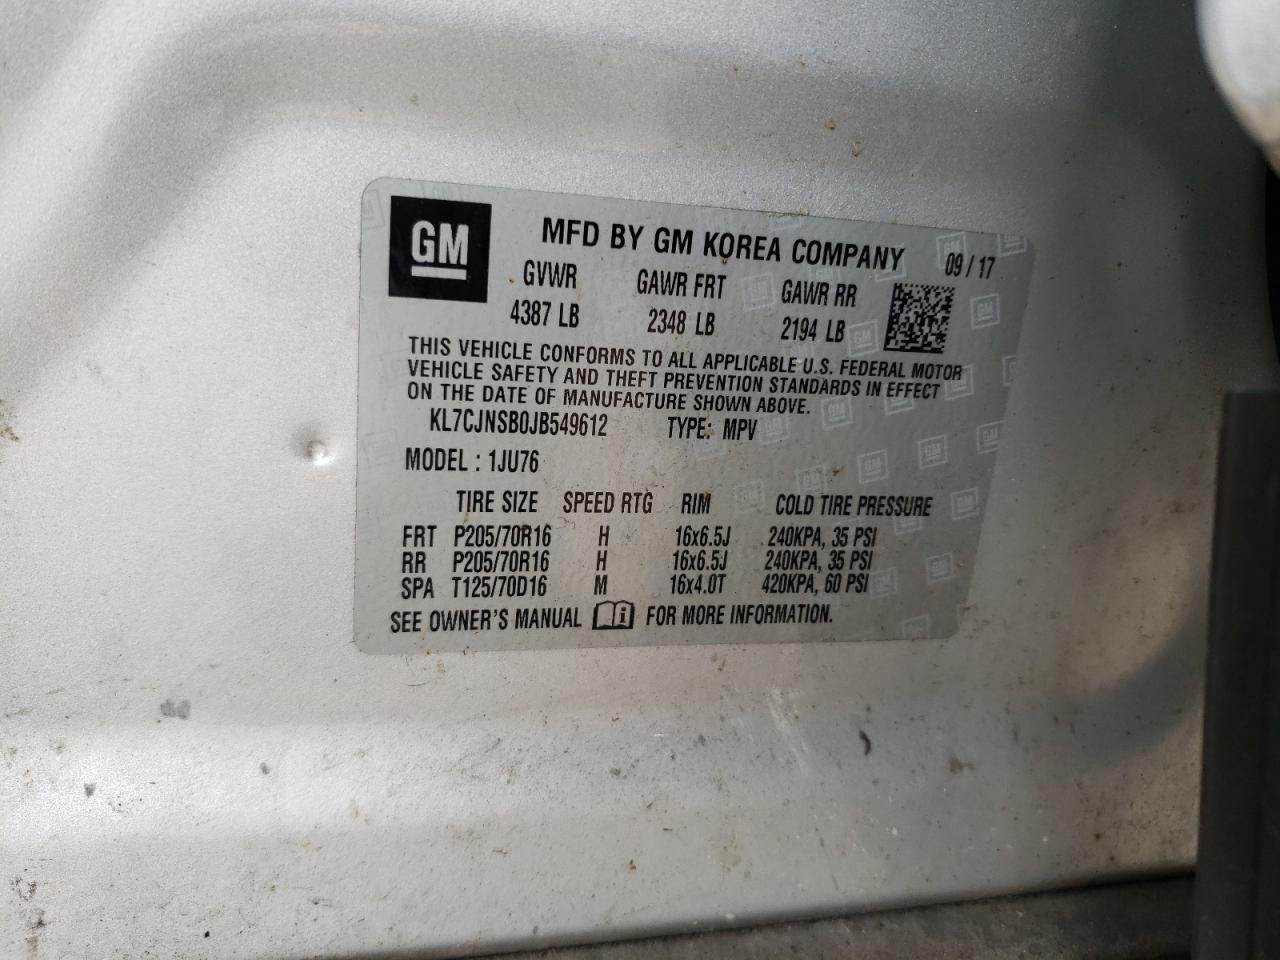 GM
MFD BY GM KOREA COMPANY 09/17
GVWR GAWR FRT GAWR RR
4387 LB 2348 LB 2194 LB
THIS VEHICLE CONFORMS TO ALL APPLICABLE U.S. FEDERAL MOTOR
VEHICLE SAFETY AND THEFT PREVENTION STANDARDS IN EFFECT
ON THE DATE OF MANUFACTURE SHOWN ABOVE.
KL7CJNSB0JB549612 TYPE: MPV
MODEL : 1JU76
TIRE SIZE SPEED RTG RIM COLD TIRE PRESSURE
FRT P205/70R16 H 16x6.5J 240KPA, 35 PSI
RR P205/70R16 H 16x6.5J 240KPA, 35 PSI
SPA T125/70D16 M 16x4.0T 420KPA, 60 PSI
SEE OWNER'S MANUAL FOR MORE INFORMATION.